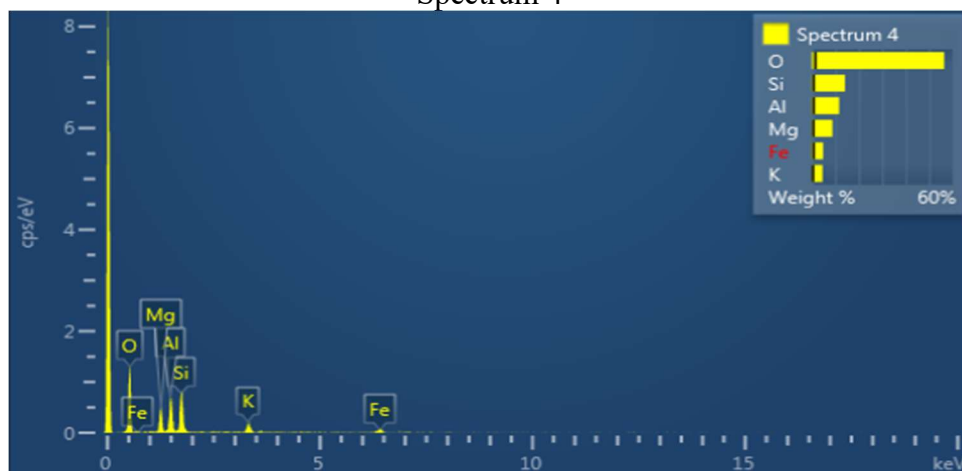 Spectrum 4
8
Spectrum 4
O
Si
Al
Mg
Fe
K
Weight % 60%
6
cps/eV
4
Mg
2
O
Al
Si
Fe
K
Fe
0
0 5 10 15 keV